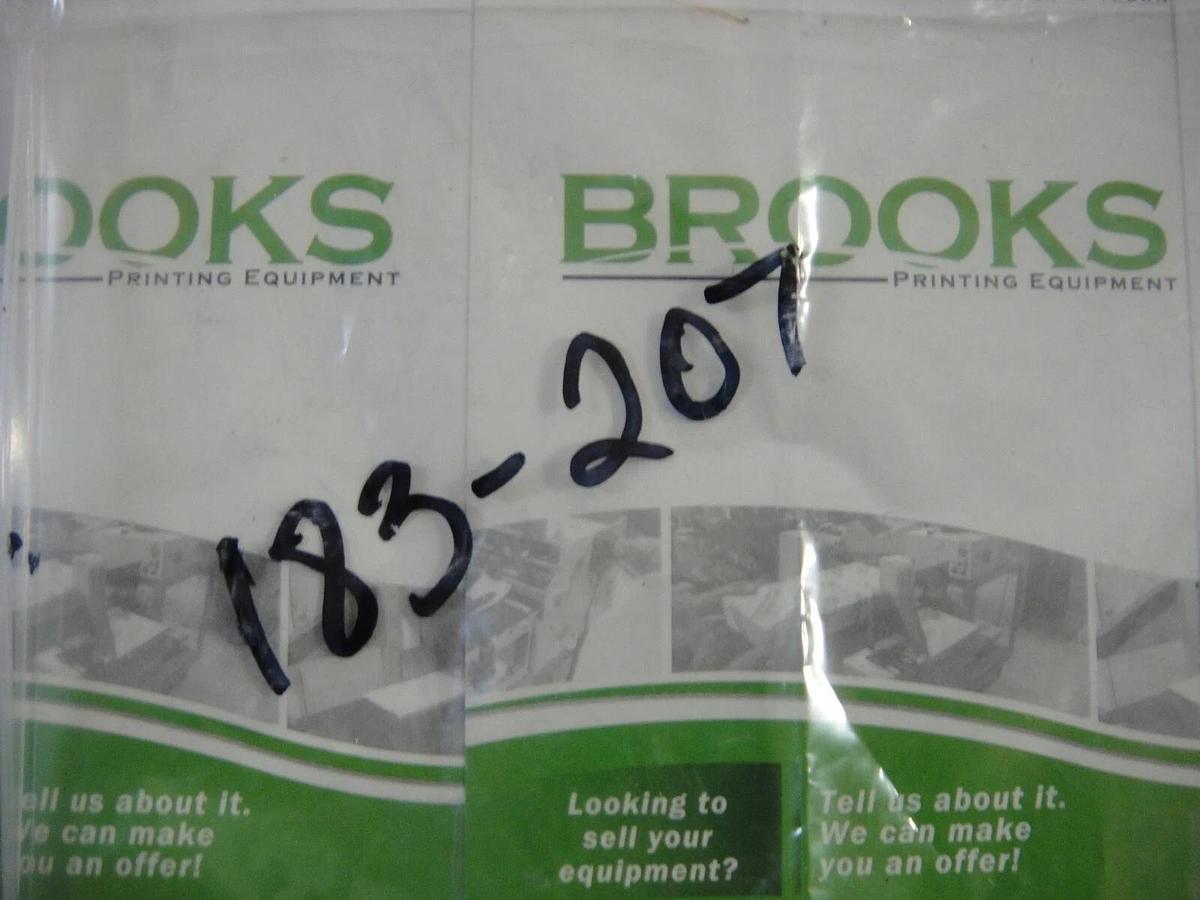 OOKS
PRINTING EQUIPMENT
BROOKS
PRINTING EQUIPMENT
183-207
ell us about it.
e can make
ou an offer!
Looking to
sell your
equipment?
Tell us about it.
We can make
you an offer!